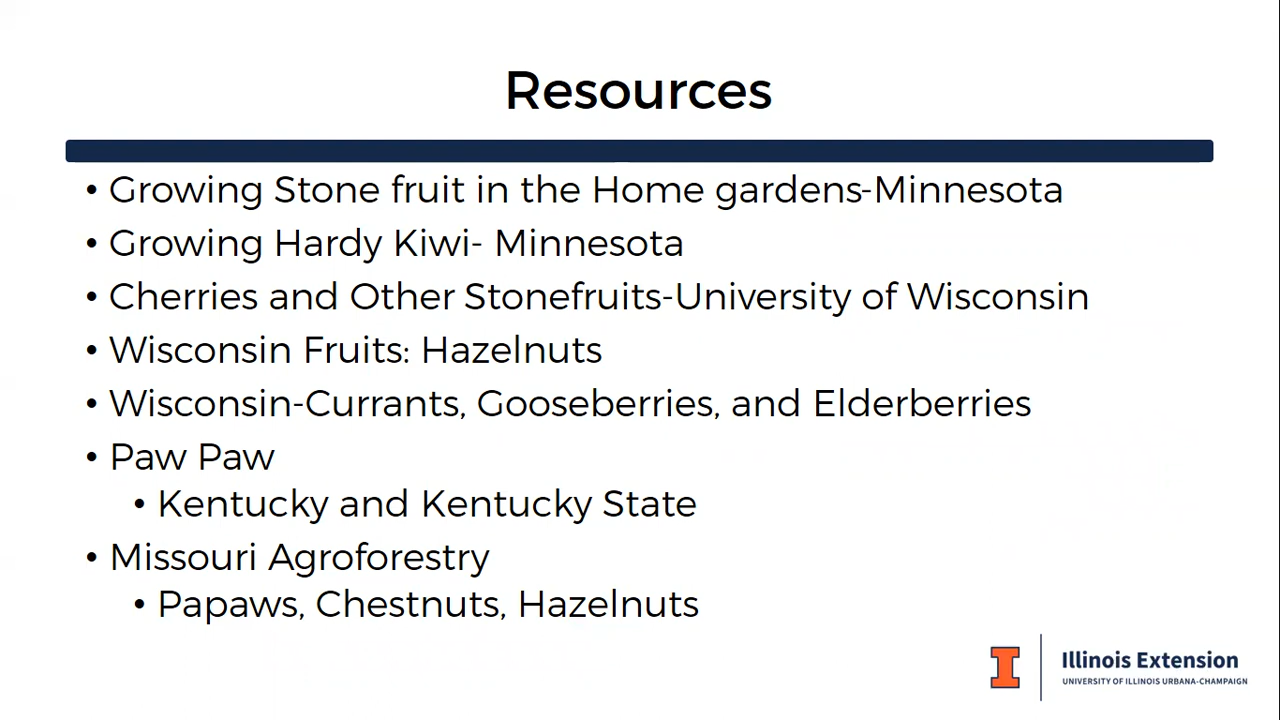 Resources
• Growing Stone fruit in the Home gardens-Minnesota
• Growing Hardy Kiwi- Minnesota
• Cherries and Other Stonefruits-University of Wisconsin
• Wisconsin Fruits: Hazelnuts
• Wisconsin-Currants, Gooseberries, and Elderberries
• Paw Paw
• Kentucky and Kentucky State
• Missouri Agroforestry
• Papaws, Chestnuts, Hazelnuts
I Illinois Extension
UNIVERSITY OF ILLINOIS URBANA-CHAMPAIGN